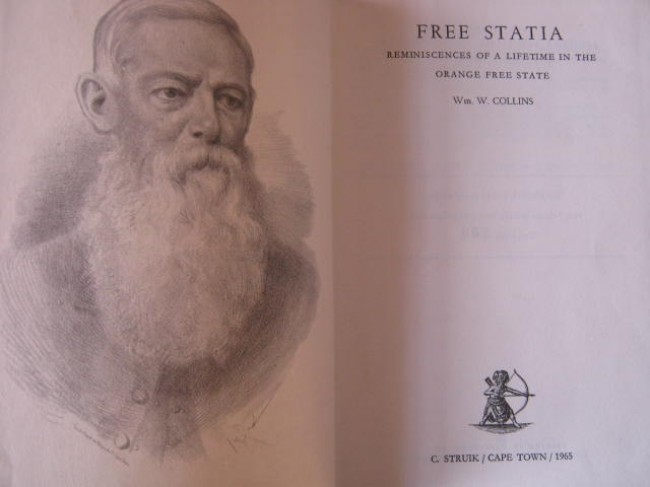 FREE STATIA
REMINISCENCES OF A LIFETIME IN THE
ORANGE FREE STATE
Wm. W. COLLINS
C. STRUIK / CAPE TOWN / 1965